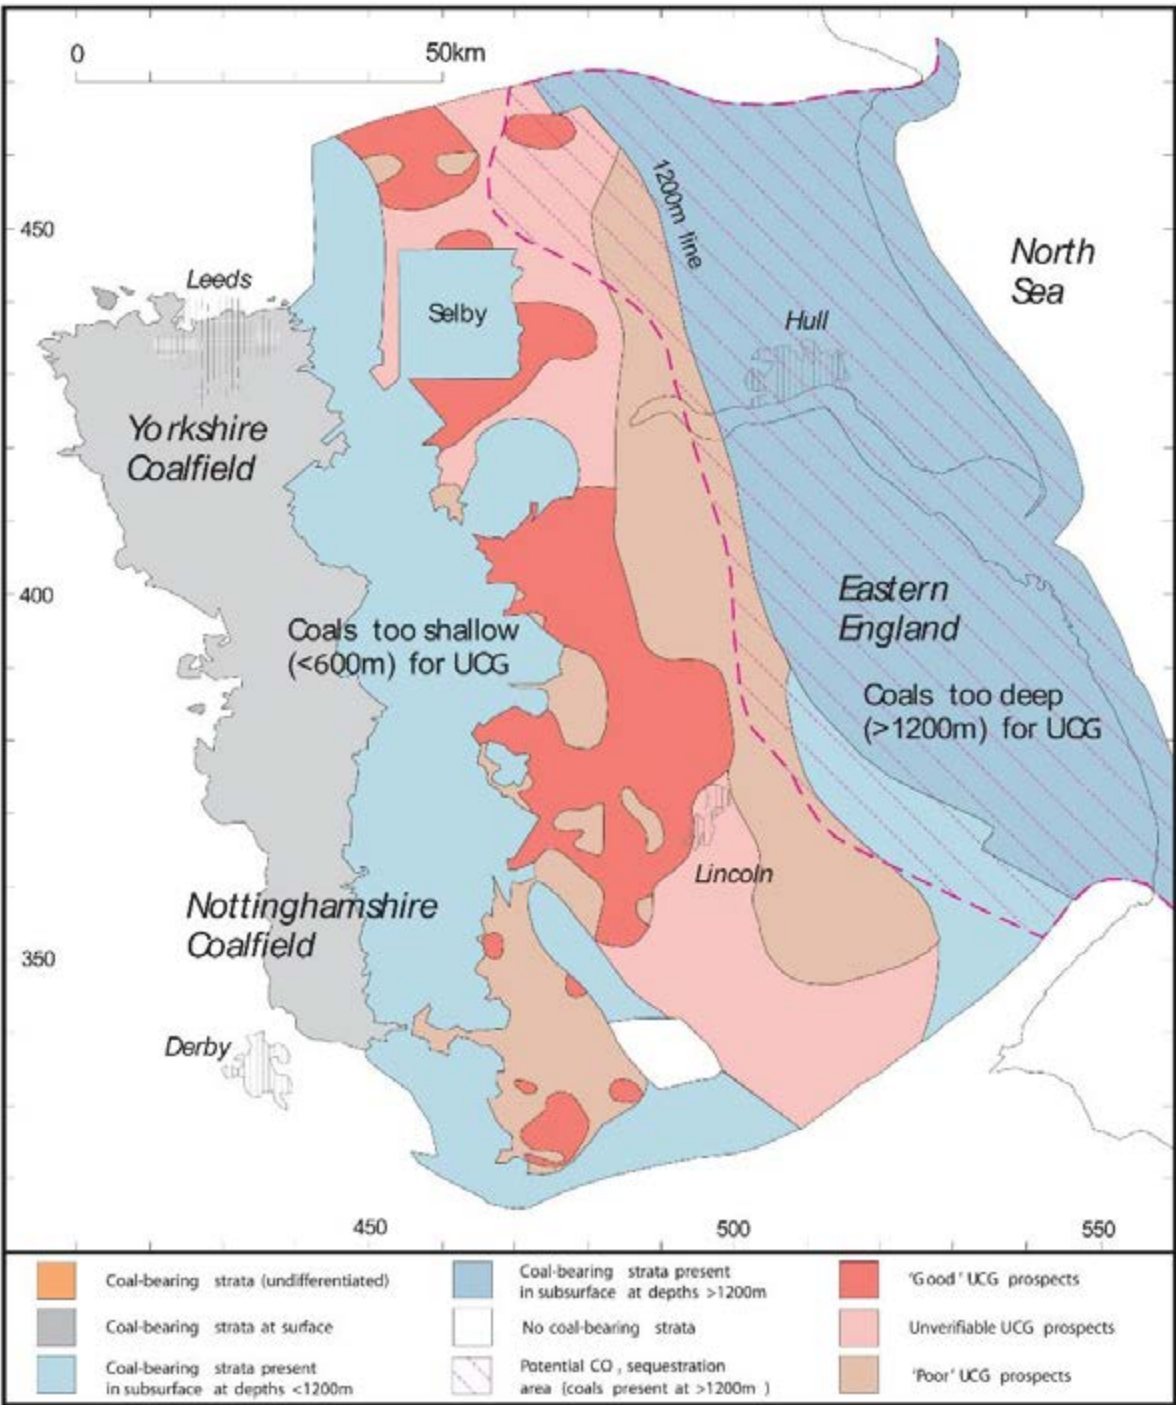 0 50km
450
Leeds
Selby
1200m line
North
Sea
Hull
Yorkshire
Coalfield
400
Coals too shallow
(<600m) for UCG
Eastern
England
Coals too deep
(>1200m) for UCG
Lincoln
Nottinghamshire
Coalfield
350
Derby
450 500 550
Coal-bearing strata (undifferentiated)
Coal-bearing strata at surface
Coal-bearing strata present
in subsurface at depths <1200m
Coal-bearing strata present
in subsurface at depths >1200m
No coal-bearing strata
Potential CO , sequestration
area (coals present at >1200m )
'Good' UCG prospects
Unverifiable UCG prospects
'Poor' UCG prospects